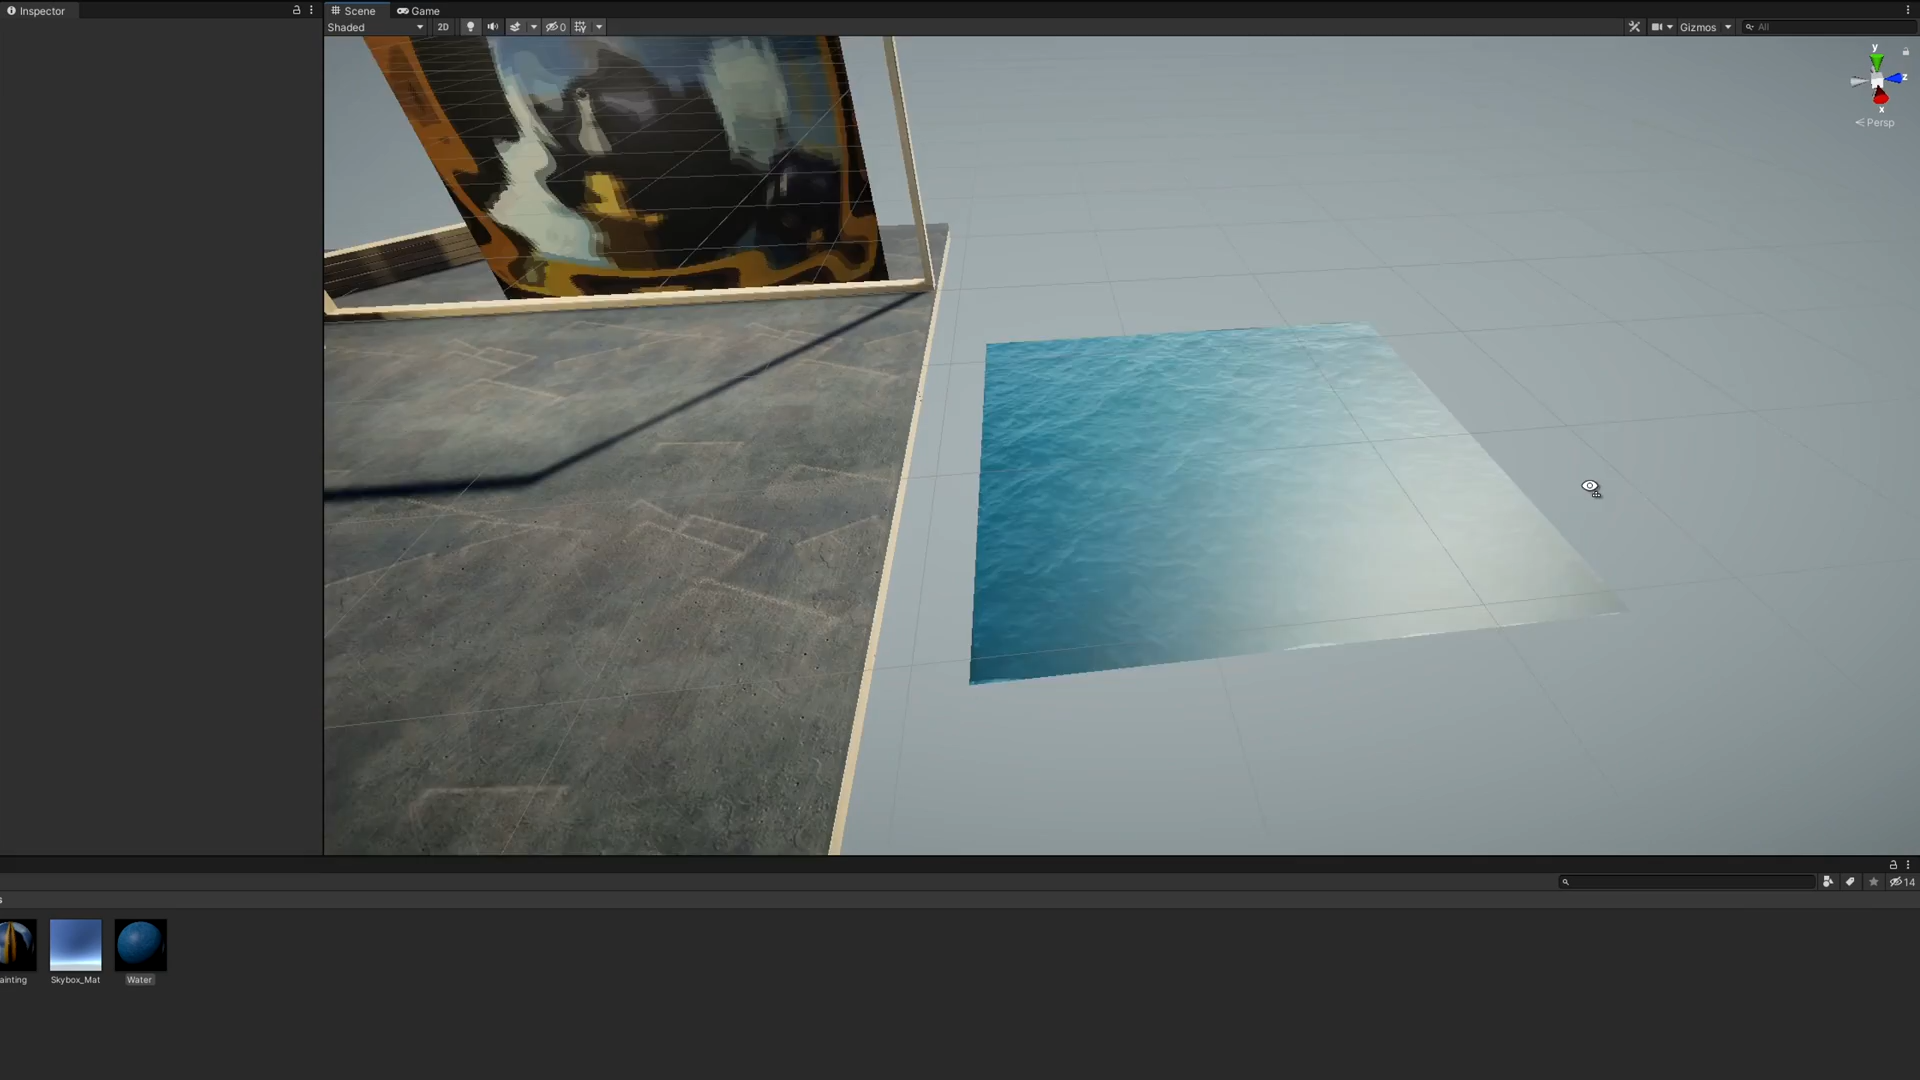 Inspector
Scene
Game
Shaded
2D
0
Gizmos
All
y
z
x
Persp
14
s
ainting
Skybox_Mat
Water